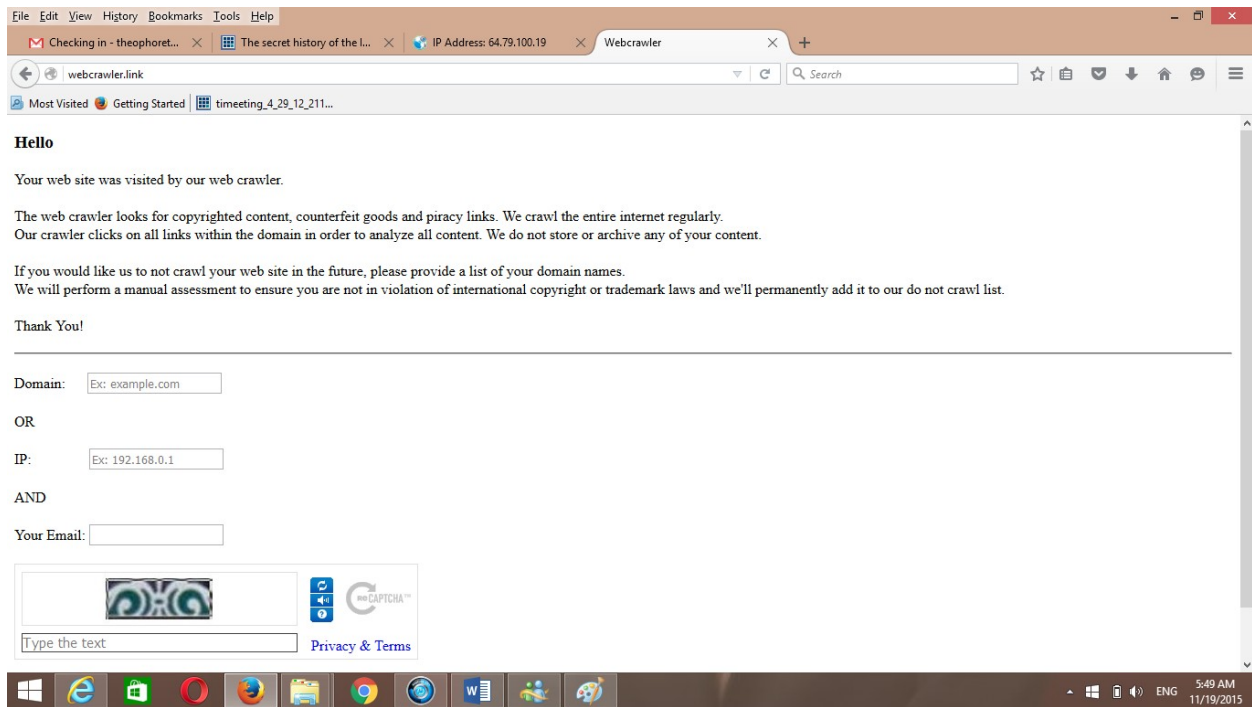 File Edit View History Bookmarks Tools Help
Checking in - theophoret...
The secret history of the l...
IP Address: 64.79.100.19
Webcrawler
webcrawler.link
Search
Most Visited Getting Started timeeting_4_29_12_211...
Hello
Your web site was visited by our web crawler.
The web crawler looks for copyrighted content, counterfeit goods and piracy links. We crawl the entire internet regularly.
Our crawler clicks on all links within the domain in order to analyze all content. We do not store or archive any of your content.
If you would like us to not crawl your web site in the future, please provide a list of your domain names.
We will perform a manual assessment to ensure you are not in violation of international copyright or trademark laws and we'll permanently add it to our do not crawl list.
Thank You!
Domain: Ex: example.com
OR
IP: Ex: 192.168.0.1
AND
Your Email:
reCAPTCHA™
Type the text
Privacy & Terms
ENG
5:49 AM
11/19/2015